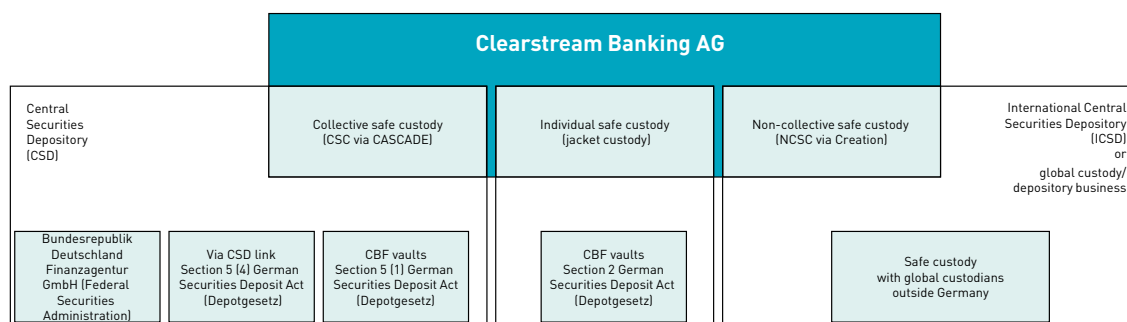 Clearstream Banking AG
Central
Securities
Depository
(CSD)
Collective safe custody
(CSC via CASCADE)
Individual safe custody
(jacket custody)
Non-collective safe custody
(NCSC via Creation)
International Central
Securities Depository
(ICSD)
or
global custody/
depository business
Bundesrepublik
Deutschland
Finanzagentur
GmbH (Federal
Securities
Administration)
Via CSD link
Section 5 (4) German
Securities Deposit Act
(Depotgesetz)
CBF vaults
Section 5 (1) German
Securities Deposit Act
(Depotgesetz)
CBF vaults
Section 2 German
Securities Deposit Act
(Depotgesetz)
Safe custody
with global custodians
outside Germany